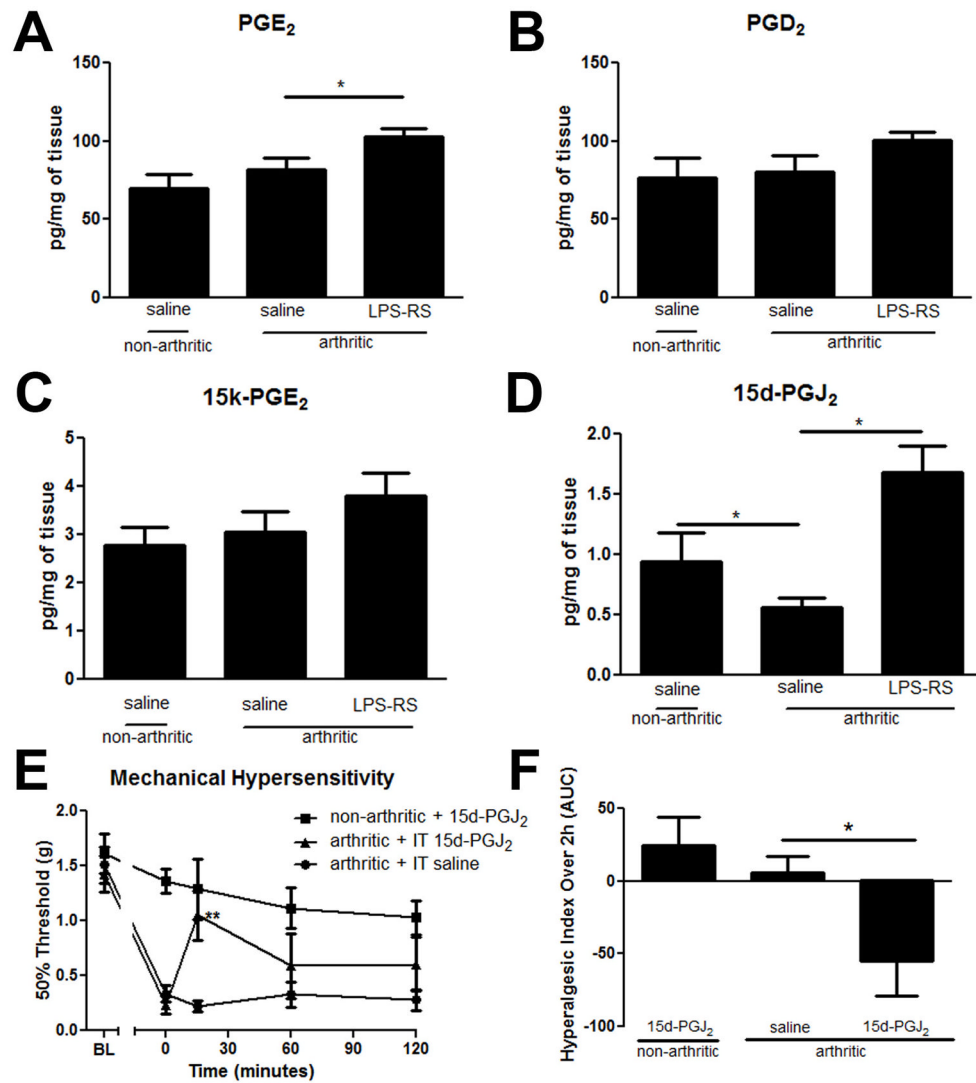 A
PGE₂
pg/mg of tissue
150
100
50
0
saline
saline
LPS-RS
non-arthritic
arthritic
*
B
PGD₂
pg/mg of tissue
150
100
50
0
saline
saline
LPS-RS
non-arthritic
arthritic
C
15k-PGE₂
pg/mg of tissue
5
4
3
2
1
0
saline
saline
LPS-RS
non-arthritic
arthritic
D
15d-PGJ₂
pg/mg of tissue
2.0
1.5
1.0
0.5
0.0
*
*
saline
saline
LPS-RS
non-arthritic
arthritic
E
Mechanical Hypersensitivity
50% Threshold (g)
2.0
1.5
1.0
0.5
0.0
non-arthritic + 15d-PGJ₂
arthritic + IT 15d-PGJ₂
arthritic + IT saline
**
BL
0
30
60
90
120
Time (minutes)
F
Hyperalgesic Index Over 2h (AUC)
50
0
-50
-100
*
15d-PGJ₂
saline
15d-PGJ₂
non-arthritic
arthritic